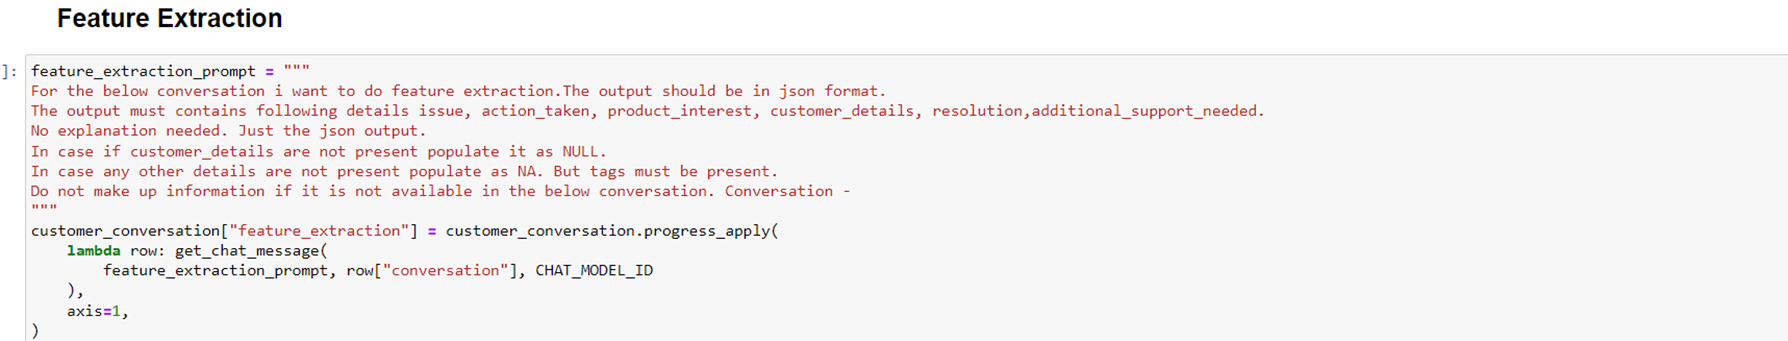 Feature Extraction
]: feature_extraction_prompt = """
For the below conversation i want to do feature extraction.The output should be in json format.
The output must contains following details issue, action_taken, product_interest, customer_details, resolution,additional_support_needed.
No explanation needed. Just the json output.
In case if customer_details are not present populate it as NULL.
In case any other details are not present populate as NA. But tags must be present.
Do not make up information if it is not available in the below conversation. Conversation -
"""
customer_conversation["feature_extraction"] = customer_conversation.progress_apply(
    lambda row: get_chat_message(
        feature_extraction_prompt, row["conversation"], CHAT_MODEL_ID
    ),
    axis=1,
)